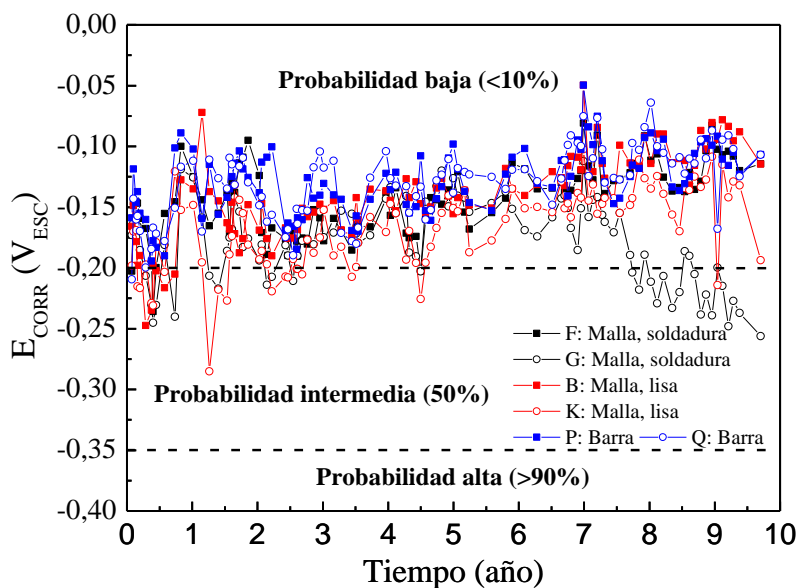 0,00
-0,05
-0,10
-0,15
-0,20
-0,25
-0,30
-0,35
-0,40
E_CORR (V_ESC)
Probabilidad baja (<10%)
Probabilidad intermedia (50%)
Probabilidad alta (>90%)
F: Malla, soldadura
G: Malla, soldadura
B: Malla, lisa
K: Malla, lisa
P: Barra Q: Barra
0 1 2 3 4 5 6 7 8 9 10
Tiempo (año)